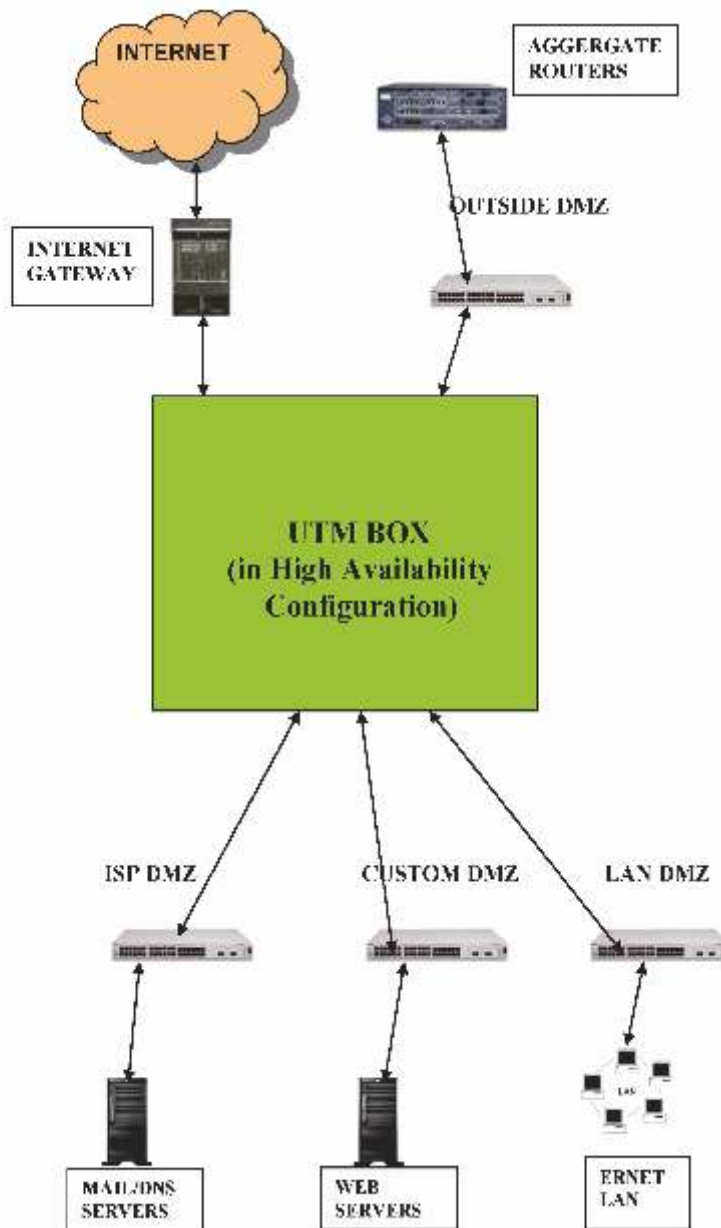 INTERNET
AGGERGATE
ROUTERS
OUTSIDE DMZ
INTERNET
GATEWAY
UTM BOX
(in High Availability
Configuration)
ISP DMZ
CUSTOM DMZ
LAN DMZ
LAN
MAIL/DNS
SERVERS
WEB
SERVERS
ERNET
LAN